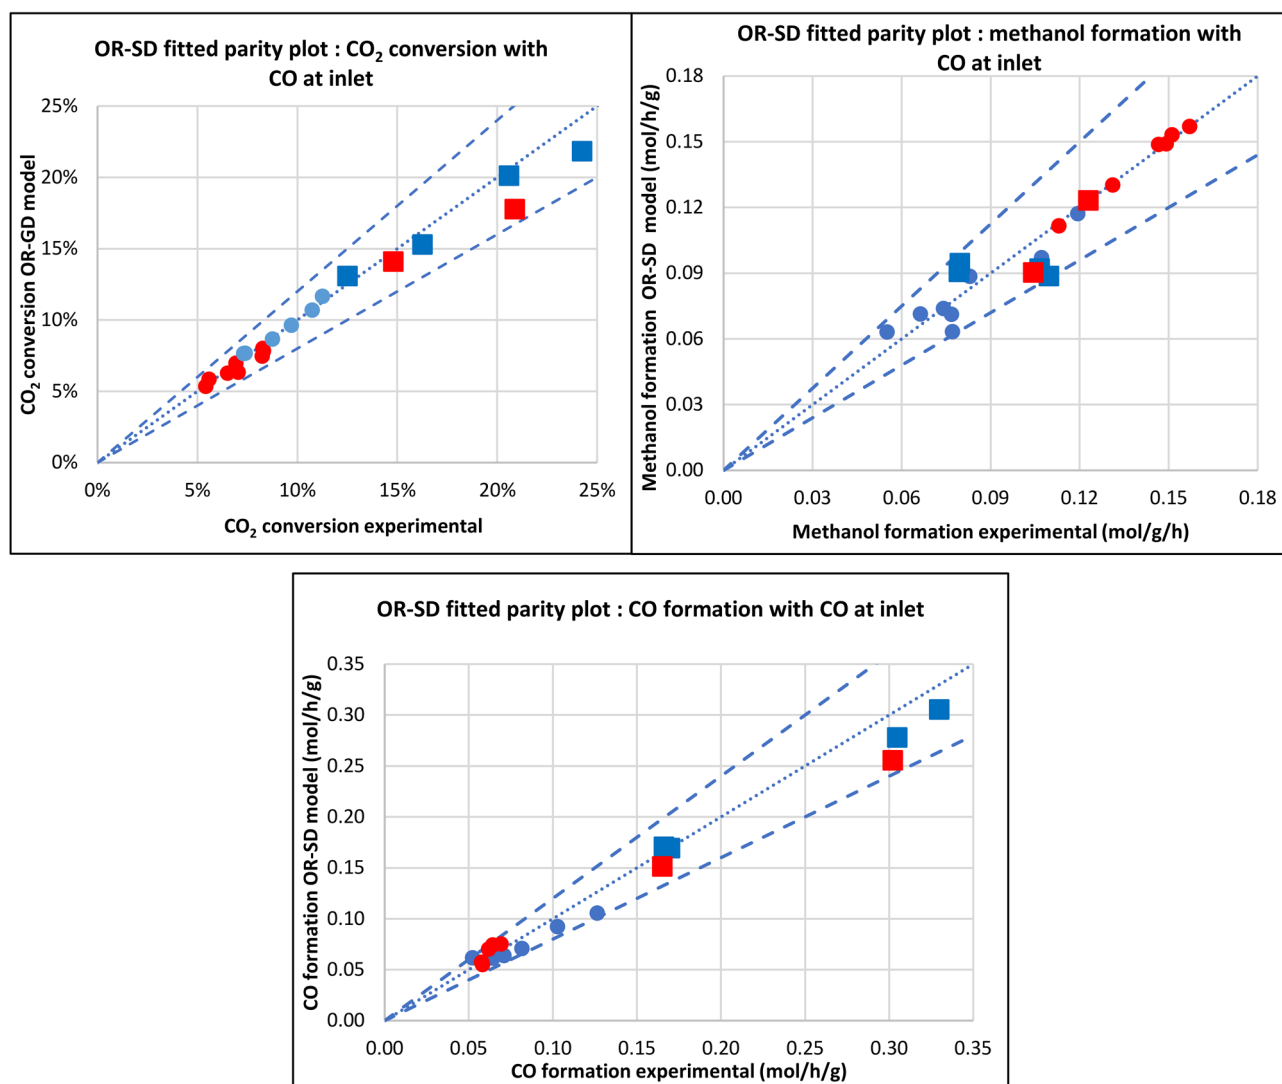 OR-SD fitted parity plot : CO₂ conversion with
CO at inlet
CO₂ conversion OR-GD model
25%
20%
15%
10%
5%
0%
0% 5% 10% 15% 20% 25%
CO₂ conversion experimental
OR-SD fitted parity plot : methanol formation with
CO at inlet
Methanol formation OR-SD model (mol/h/g)
0.18
0.15
0.12
0.09
0.06
0.03
0.00
0.00 0.03 0.06 0.09 0.12 0.15 0.18
Methanol formation experimental (mol/g/h)
OR-SD fitted parity plot : CO formation with CO at inlet
CO formation OR-SD model (mol/h/g)
0.35
0.30
0.25
0.20
0.15
0.10
0.05
0.00
0.00 0.05 0.10 0.15 0.20 0.25 0.30 0.35
CO formation experimental (mol/h/g)